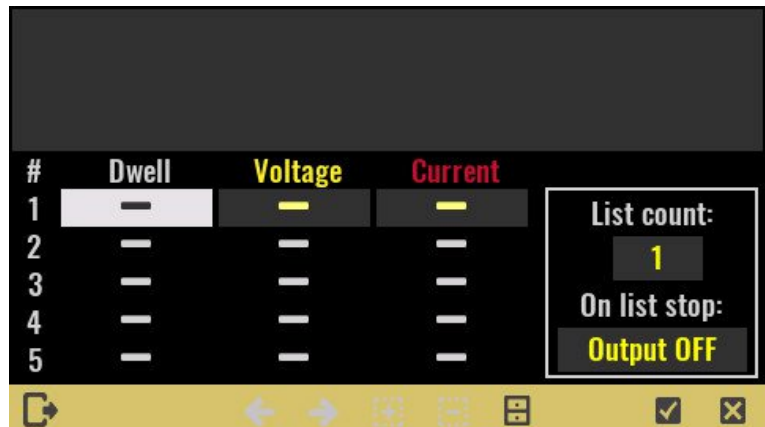 # Dwell Voltage Current
1 – – –
List count:
2 – – –
1
3 – – –
On list stop:
4 – – –
Output OFF
5 – – –